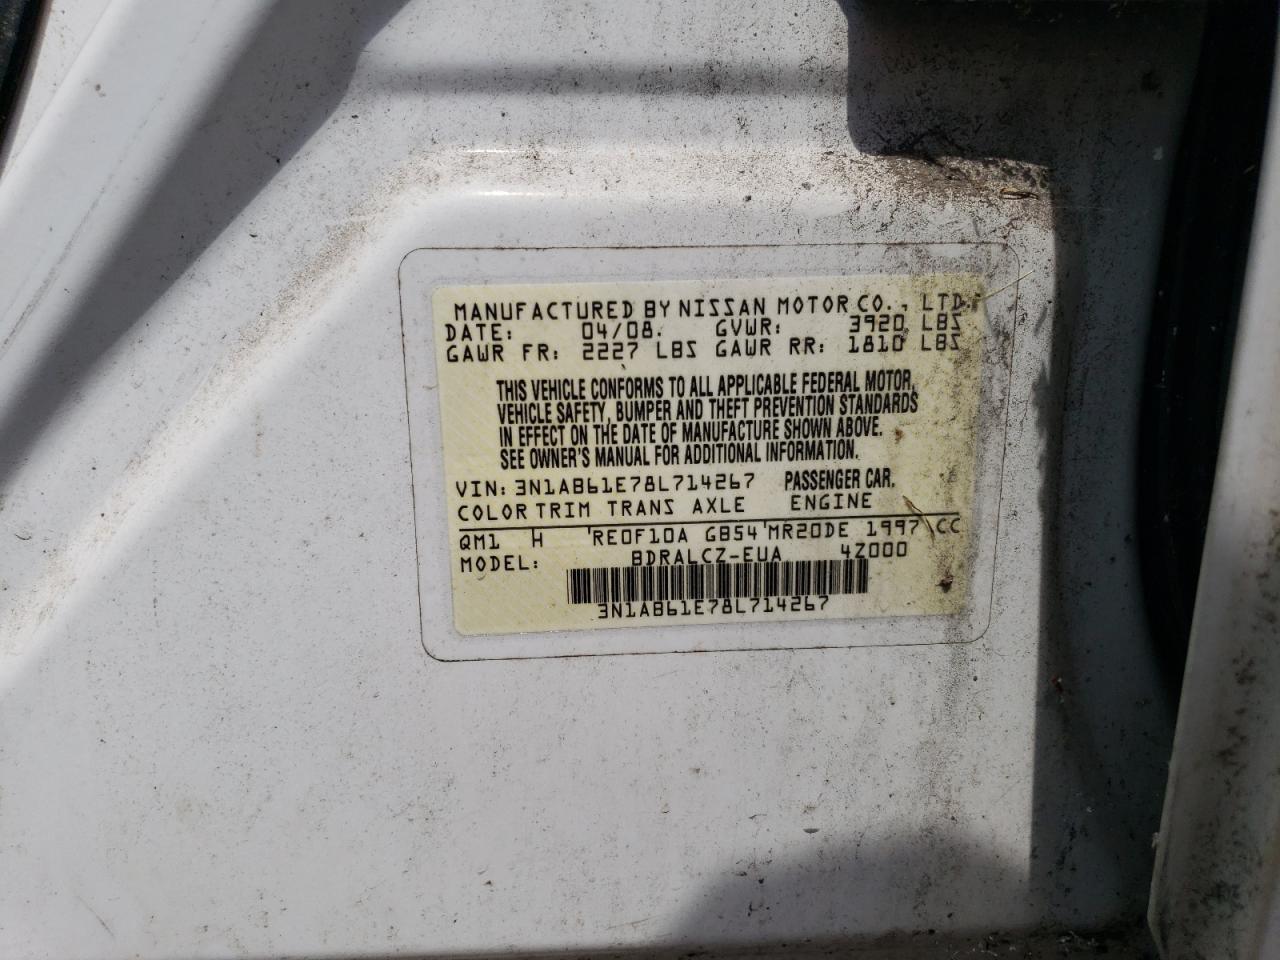 MANUFACTURED BY NISSAN MOTOR CO., LTD.
DATE: 04/08. GVWR: 3920 LBS
GAWR FR: 2227 LBS GAWR RR: 1810 LBS
THIS VEHICLE CONFORMS TO ALL APPLICABLE FEDERAL MOTOR
VEHICLE SAFETY, BUMPER AND THEFT PREVENTION STANDARDS
IN EFFECT ON THE DATE OF MANUFACTURE SHOWN ABOVE.
SEE OWNER'S MANUAL FOR ADDITIONAL INFORMATION.
VIN: 3N1AB61E78L714267 PASSENGER CAR
COLOR TRIM TRANS AXLE ENGINE
QM1 H RE0F10A GB54 MR20DE 1997 CC
MODEL: BDRALCZ-EUA 4Z000
3N1AB61E78L714267